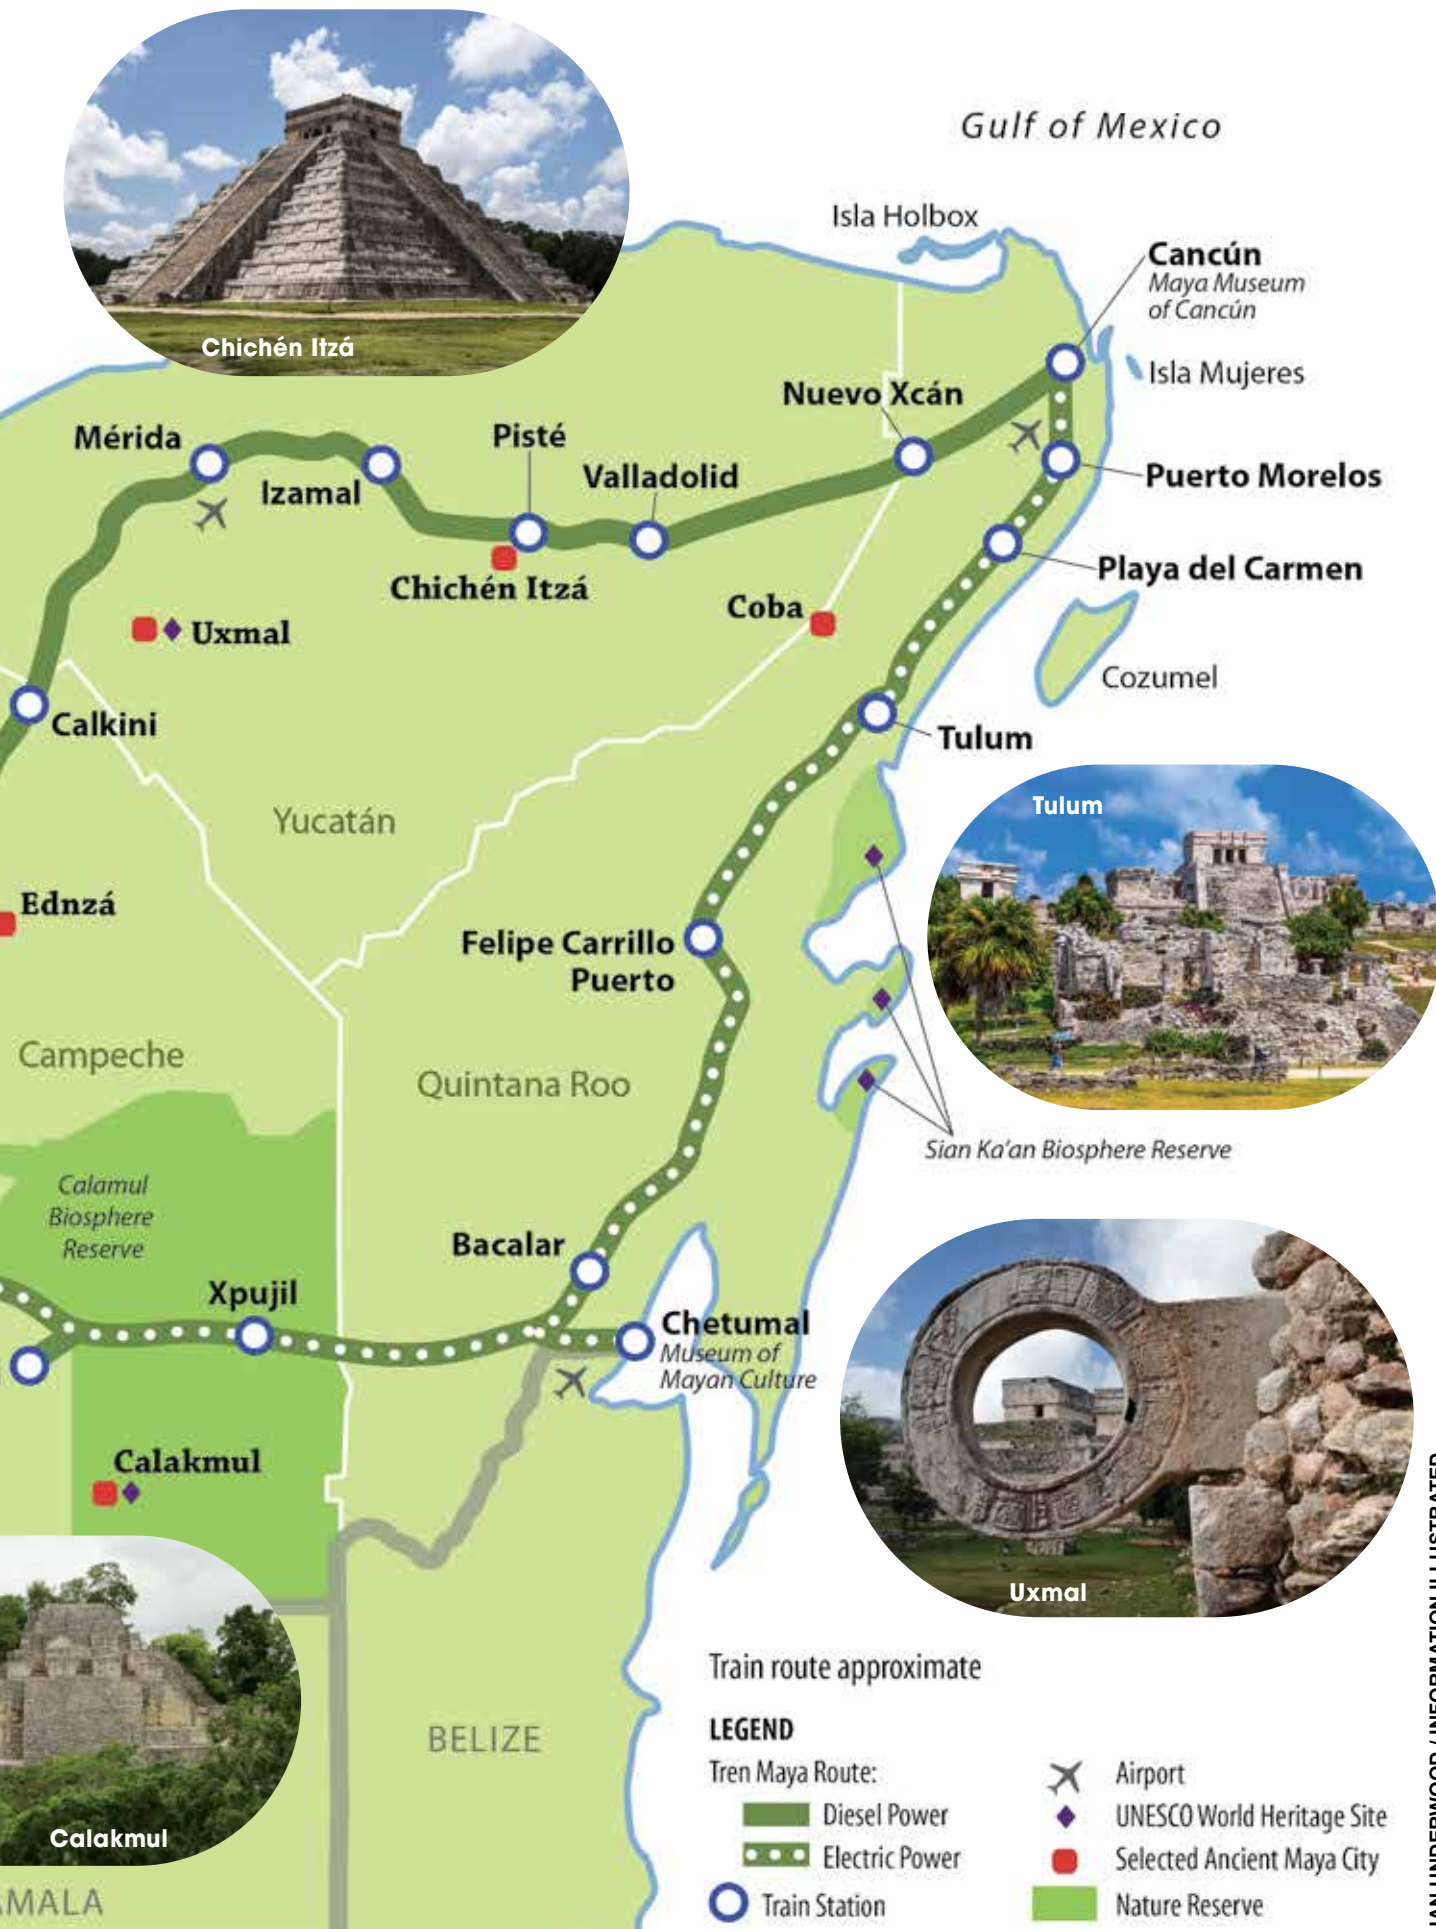 Chichén Itzá
Gulf of Mexico
Isla Holbox
Cancún
Maya Museum
of Cancún
Isla Mujeres
Nuevo Xcán
Mérida
Izamal
Pisté
Valladolid
Puerto Morelos
Chichén Itzá
Playa del Carmen
Coba
Uxmal
Cozumel
Calkini
Tulum
Yucatán
Tulum
Ednzá
Felipe Carrillo
Puerto
Campeche
Quintana Roo
Sian Ka'an Biosphere Reserve
Calamul
Biosphere
Reserve
Bacalar
Xpujil
Chetumal
Museum of
Mayan Culture
Calakmul
Uxmal
Train route approximate
LEGEND
Tren Maya Route:
Diesel Power
Electric Power
Train Station
Airport
UNESCO World Heritage Site
Selected Ancient Maya City
Nature Reserve
BELIZE
Calakmul
AMALA
UNDERWOOD / INFORMATION ILLUSTRATED